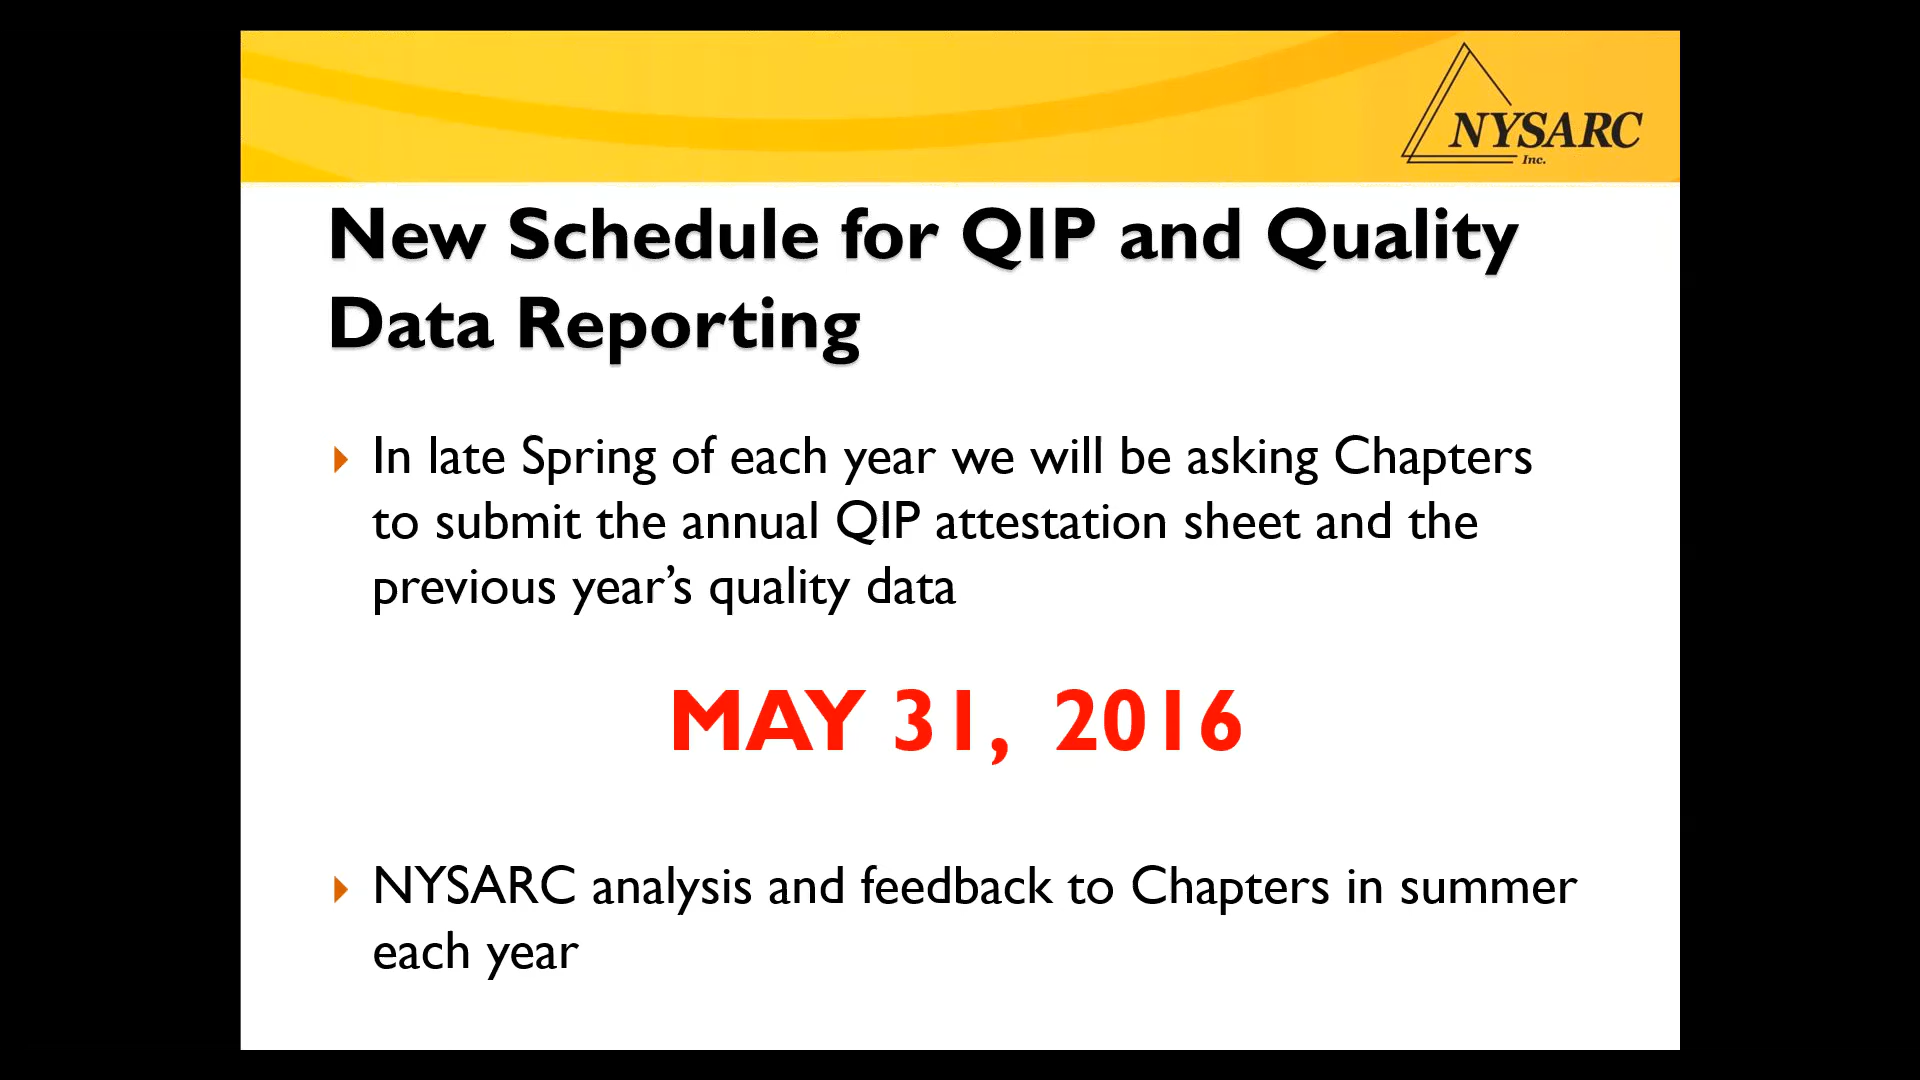 NYSARC
Inc.
New Schedule for QIP and Quality
Data Reporting
In late Spring of each year we will be asking Chapters
to submit the annual QIP attestation sheet and the
previous year’s quality data
MAY 31, 2016
NYSARC analysis and feedback to Chapters in summer
each year